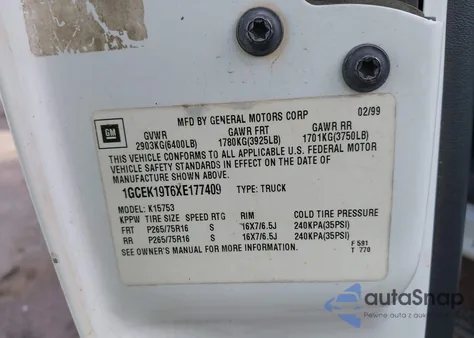 MFD BY GENERAL MOTORS CORP 02/99
GM
GVWR GAWR FRT GAWR RR
2903KG(6400LB) 1780KG(3925LB) 1701KG(3750LB)
THIS VEHICLE CONFORMS TO ALL APPLICABLE U.S. FEDERAL MOTOR
VEHICLE SAFETY STANDARDS IN EFFECT ON THE DATE OF
MANUFACTURE SHOWN ABOVE.
1GCEK19T6XE177409 TYPE: TRUCK
MODEL: K15753
KPPW TIRE SIZE SPEED RTG RIM COLD TIRE PRESSURE
FRT P265/75R16 S 16X7/6.5J 240KPA(35PSI)
RR P265/75R16 S 16X7/6.5J 240KPA(35PSI)
SEE OWNER'S MANUAL FOR MORE INFORMATION.
F 591
T 770
autoSnap